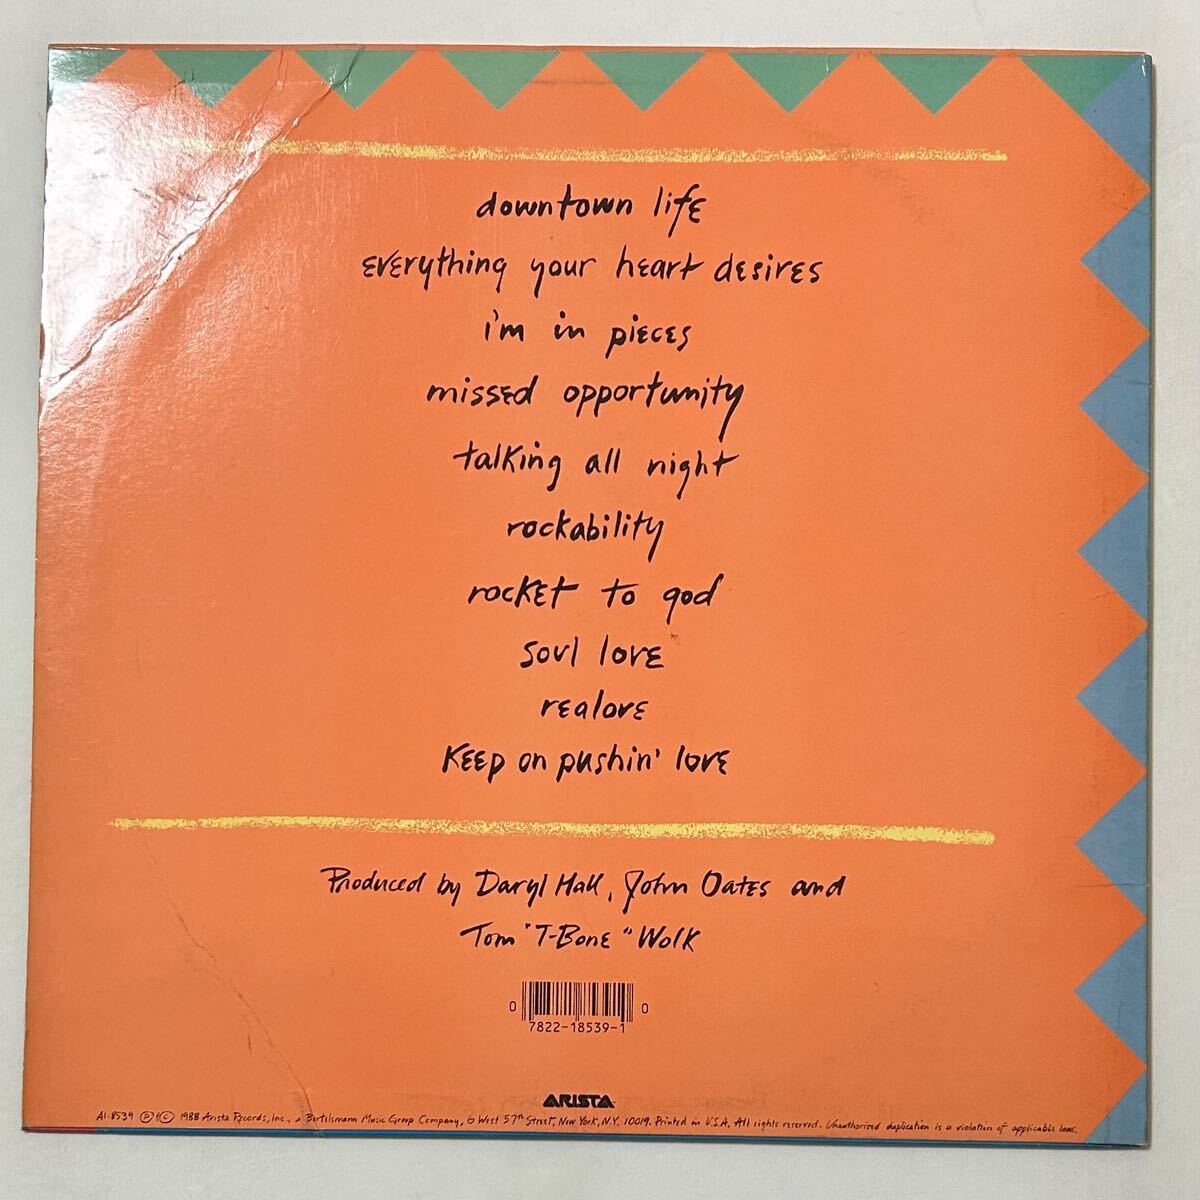 downtown life
everything your heart desires
i'm in pieces
missed opportunity
talking all night
rockability
rocket to god
soul love
realove
keep on pushin' love
Produced by Daryl Hall, John Oates and
Tom "T-Bone" Wolk
0 7822-18539-1 0
ARISTA
AL-8539 Ⓟ+Ⓒ 1988 Arista Records, Inc., a Bertelsmann Music Group Company, 6 West 57th Street, New York, N.Y. 10019. Printed in U.S.A. All rights reserved. Unauthorized duplication is a violation of applicable laws.